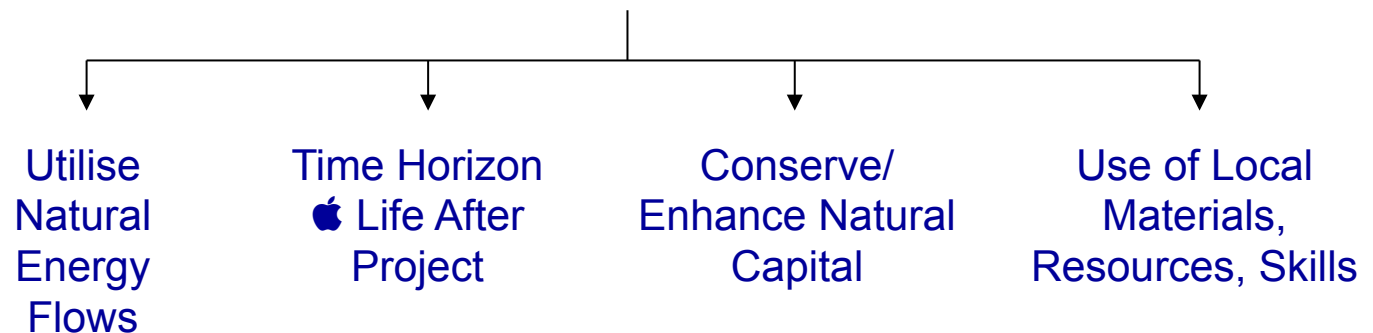 Utilise
Natural
Energy
Flows
Time Horizon
 Life After
Project
Conserve/
Enhance Natural
Capital
Use of Local
Materials,
Resources, Skills